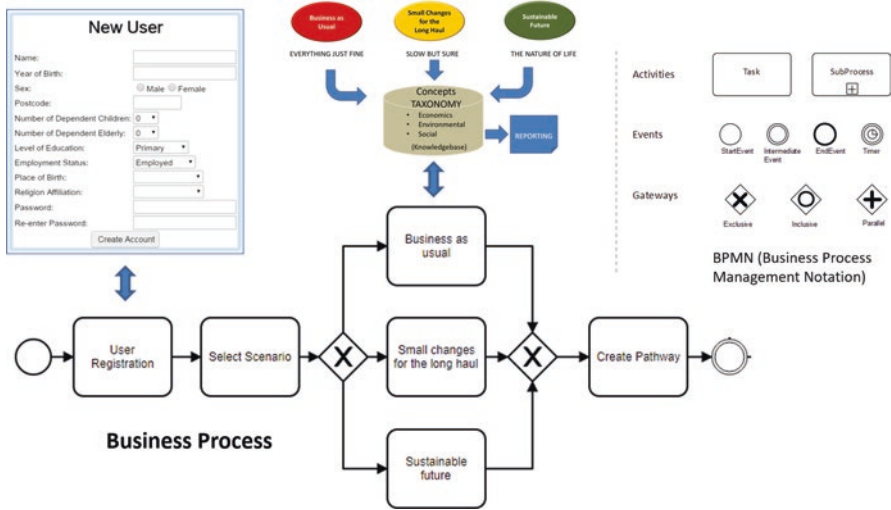 New User
Name:
Year of Birth:
Sex: Male Female
Postcode:
Number of Dependent Children: 0
Number of Dependent Elderly: 0
Level of Education: Primary
Employment Status: Employed
Place of Birth:
Religion Affiliation:
Password:
Re-enter Password:
Create Account
Business as
Usual
Small Changes
for the
Long Haul
Sustainable
Future
EVERYTHING JUST FINE
SLOW BUT SURE
THE NATURE OF LIFE
Concepts
TAXONOMY
• Economics
• Environmental
• Social
(Knowledgebase)
REPORTING
Activities
Task
SubProcess
Events
StartEvent
Intermediate
Event
EndEvent
Timer
Gateways
Exclusive
Inclusive
Parallel
BPMN (Business Process
Management Notation)
User
Registration
Select Scenario
X
Business as
usual
Small changes
for the long haul
Sustainable
future
X
Create Pathway
Business Process